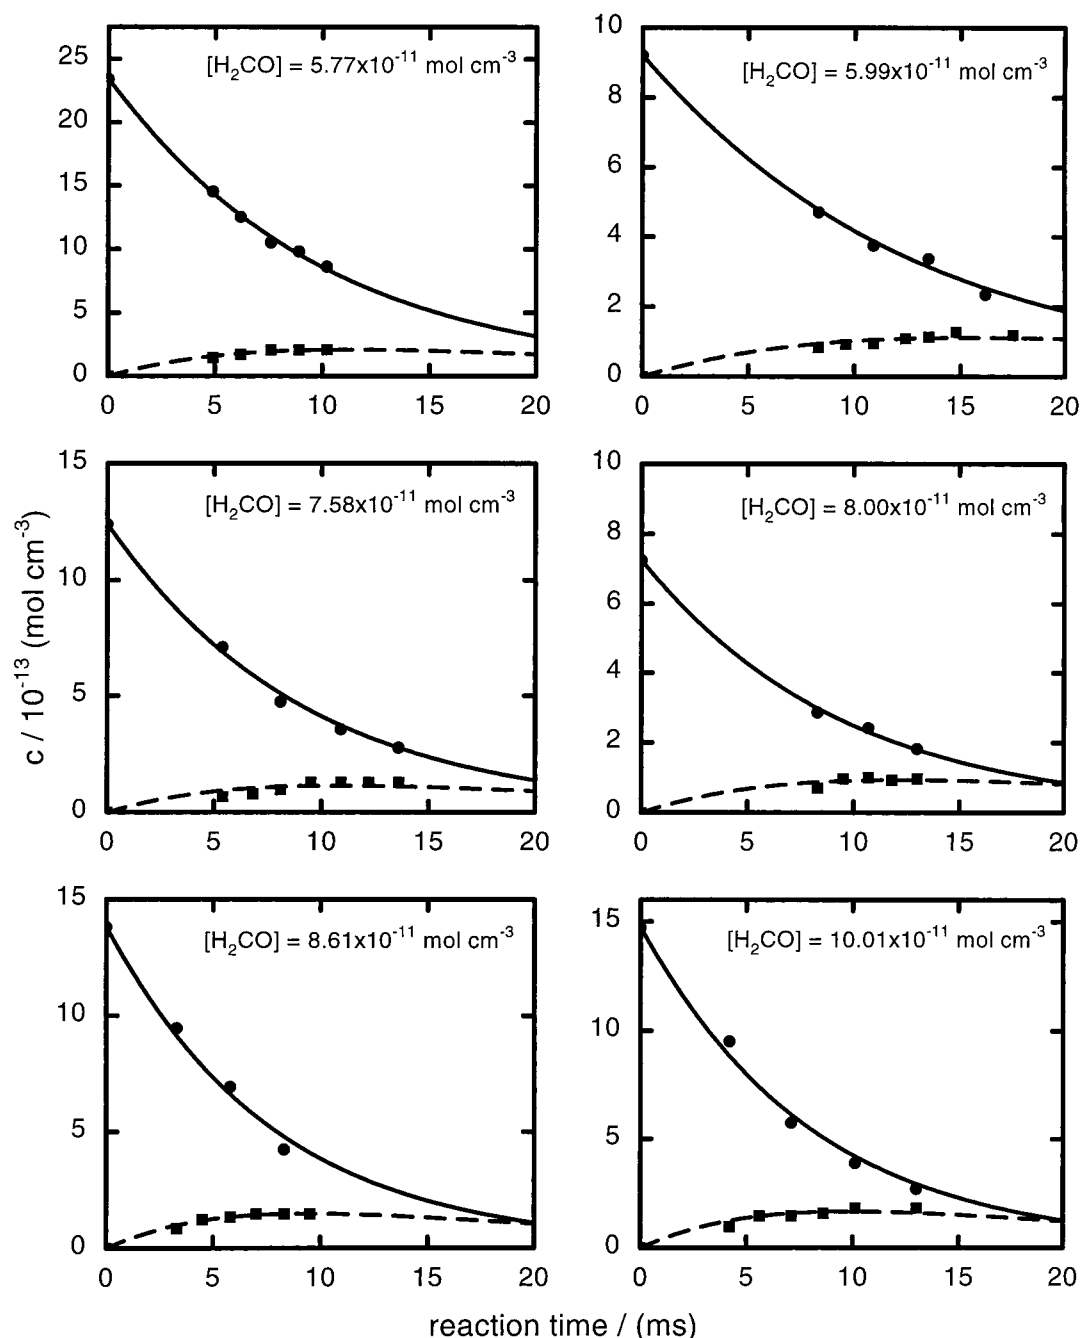 [H₂CO] = 5.77x10⁻¹¹ mol cm⁻³
25
20
15
10
5
0
0 5 10 15 20
[H₂CO] = 5.99x10⁻¹¹ mol cm⁻³
10
8
6
4
2
0
0 5 10 15 20
c / 10⁻¹³ (mol cm⁻³)
[H₂CO] = 7.58x10⁻¹¹ mol cm⁻³
15
10
5
0
0 5 10 15 20
[H₂CO] = 8.00x10⁻¹¹ mol cm⁻³
10
8
6
4
2
0
0 5 10 15 20
[H₂CO] = 8.61x10⁻¹¹ mol cm⁻³
15
10
5
0
0 5 10 15 20
[H₂CO] = 10.01x10⁻¹¹ mol cm⁻³
15
10
5
0
0 5 10 15 20
reaction time / (ms)